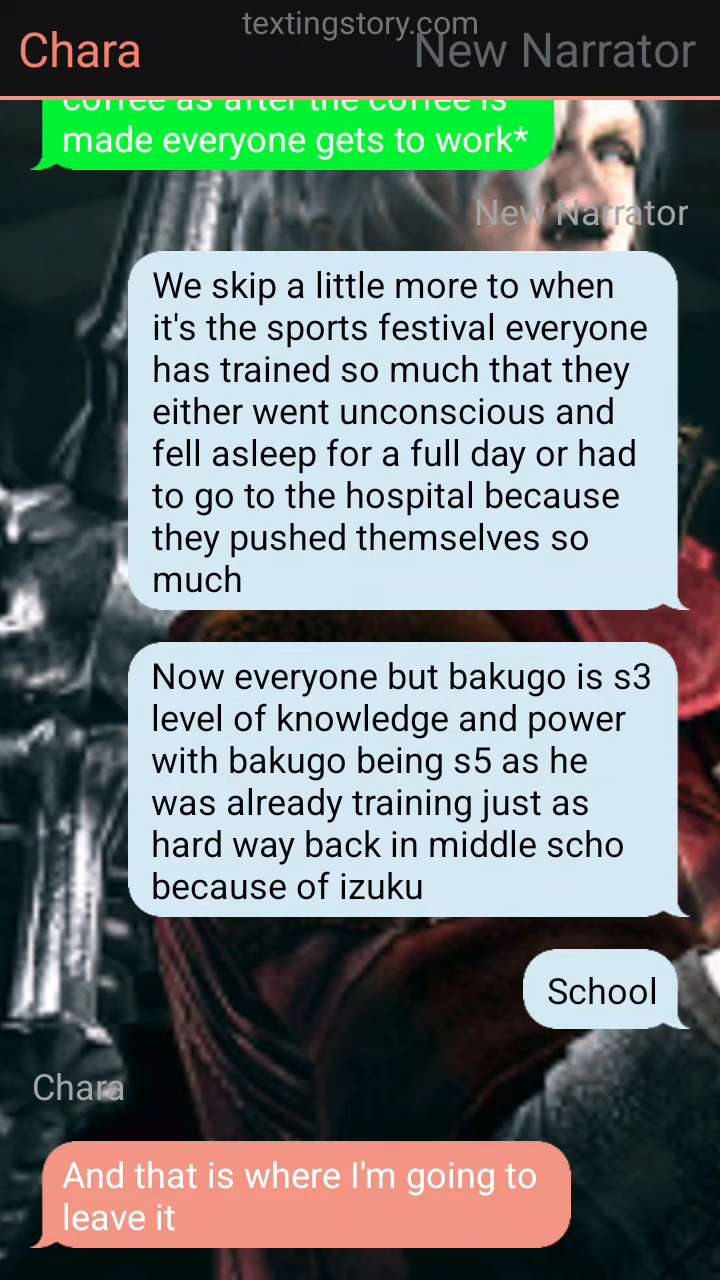 textingstory.com
Chara
New Narrator
coffee as after the coffee is
made everyone gets to work*
New Narrator
We skip a little more to when
it's the sports festival everyone
has trained so much that they
either went unconscious and
fell asleep for a full day or had
to go to the hospital because
they pushed themselves so
much
Now everyone but bakugo is s3
level of knowledge and power
with bakugo being s5 as he
was already training just as
hard way back in middle scho
because of izuku
School
Chara
And that is where I'm going to
leave it